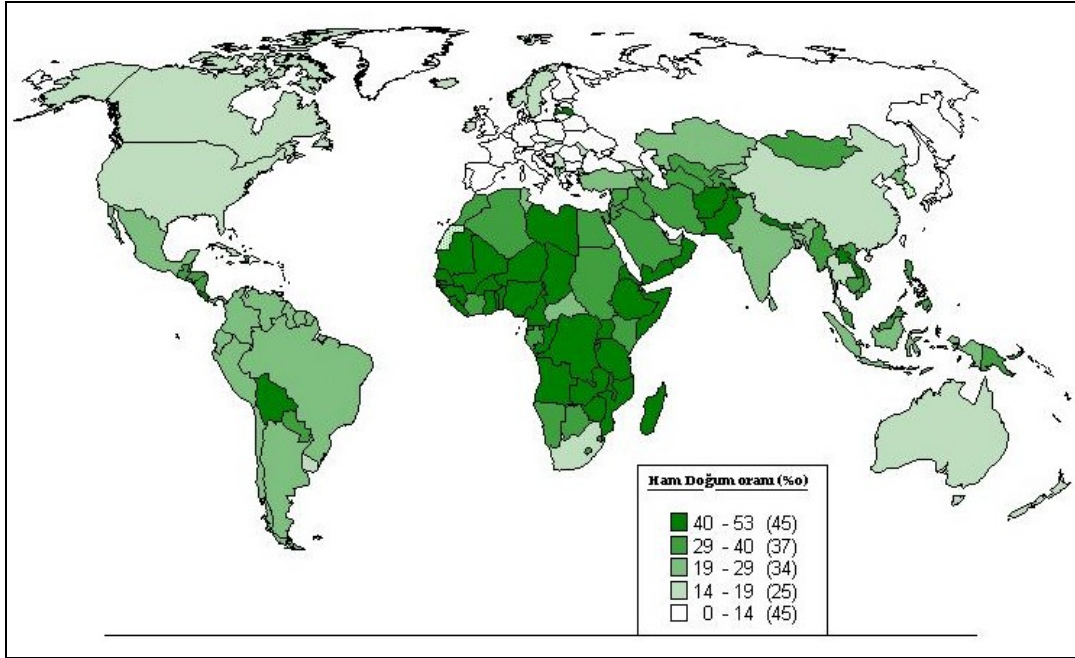 Ham Doğum oranı (%o)
40 - 53 (45)
29 - 40 (37)
19 - 29 (34)
14 - 19 (25)
0 - 14 (45)